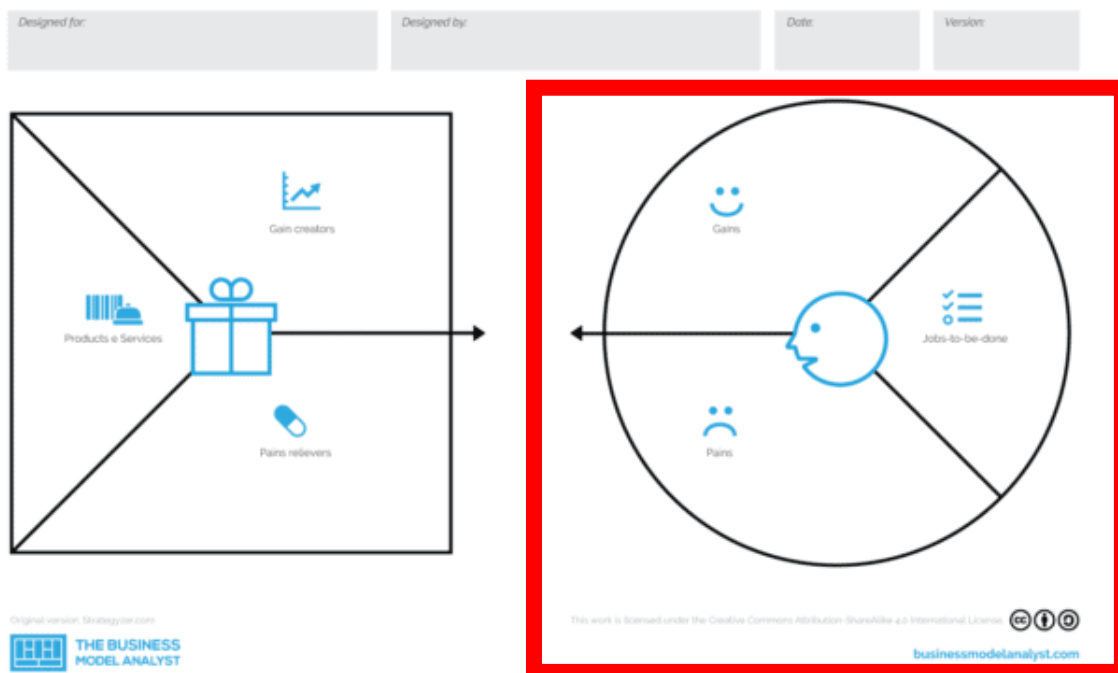 Designed for:
Designed by:
Date:
Version:
Gain creators
Products e Services
Pains relievers
Gains
Jobs-to-be-done
Pains
Original version: Strategyzer.com
THE BUSINESS
MODEL ANALYST
This work is licensed under the Creative Commons Attribution-ShareAlike 4.0 International License.
cc
businessmodelanalyst.com